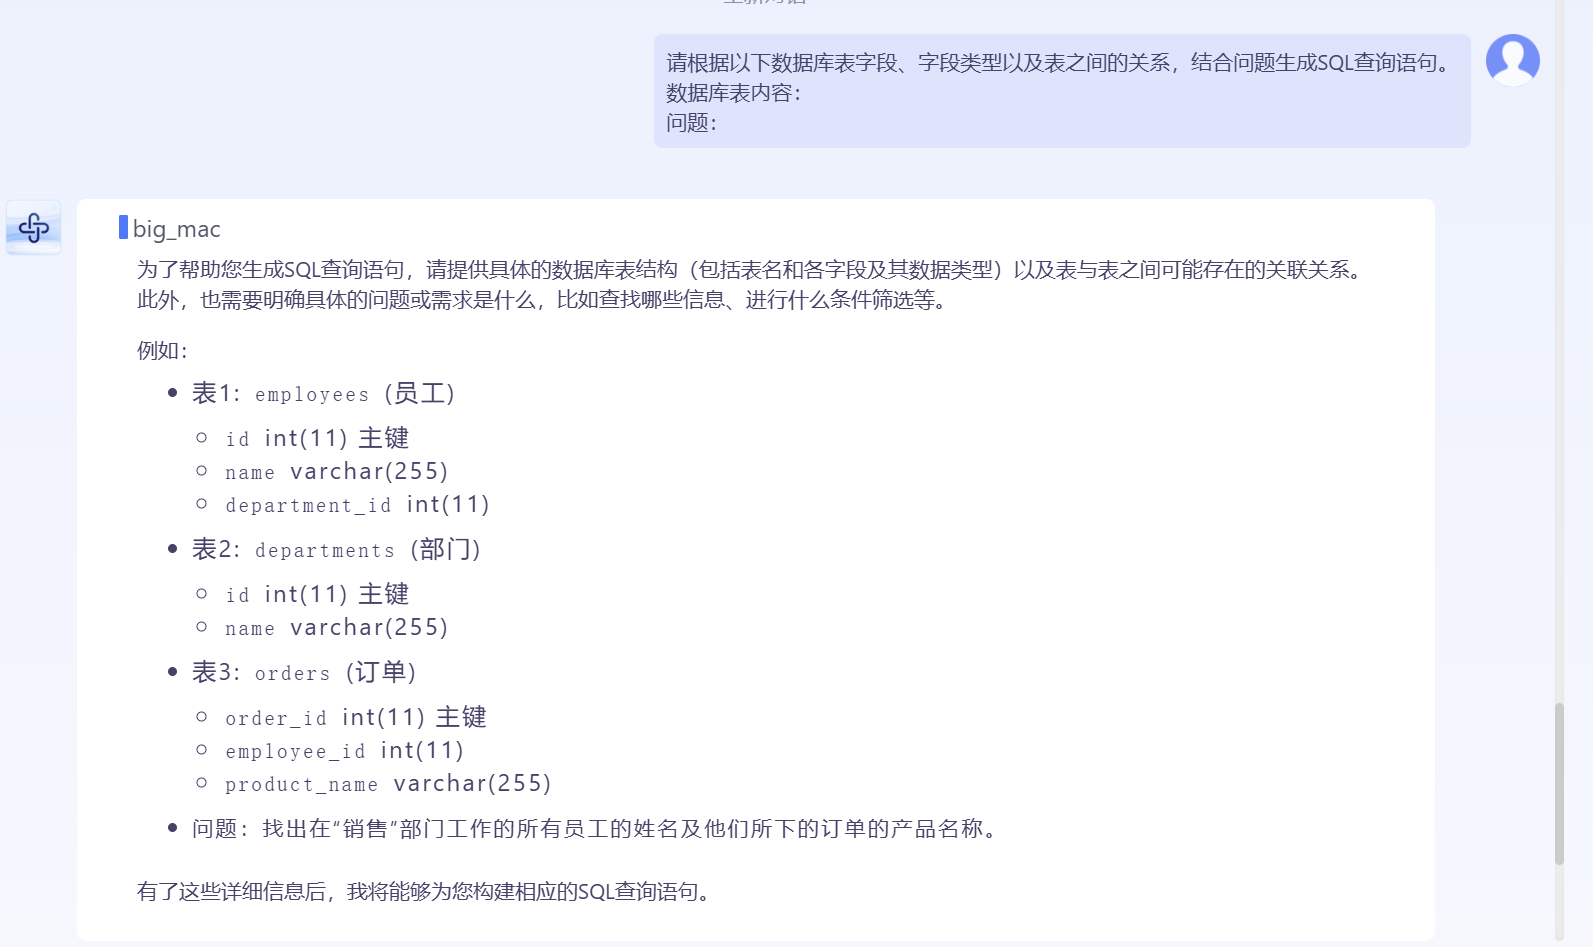 请根据以下数据库表字段、字段类型以及表之间的关系，结合问题生成SQL查询语句。
数据库表内容：
问题：
big_mac
为了帮助您生成SQL查询语句，请提供具体的数据库表结构（包括表名和各字段及其数据类型）以及表与表之间可能存在的关联关系。
此外，也需要明确具体的问题或需求是什么，比如查找哪些信息、进行什么条件筛选等。
例如：
表1：employees（员工）
id int(11) 主键
name varchar(255)
department_id int(11)
表2：departments（部门）
id int(11) 主键
name varchar(255)
表3：orders（订单）
order_id int(11) 主键
employee_id int(11)
product_name varchar(255)
问题：找出在“销售”部门工作的所有员工的姓名及他们所下的订单的产品名称。
有了这些详细信息后，我将能够为您构建相应的SQL查询语句。